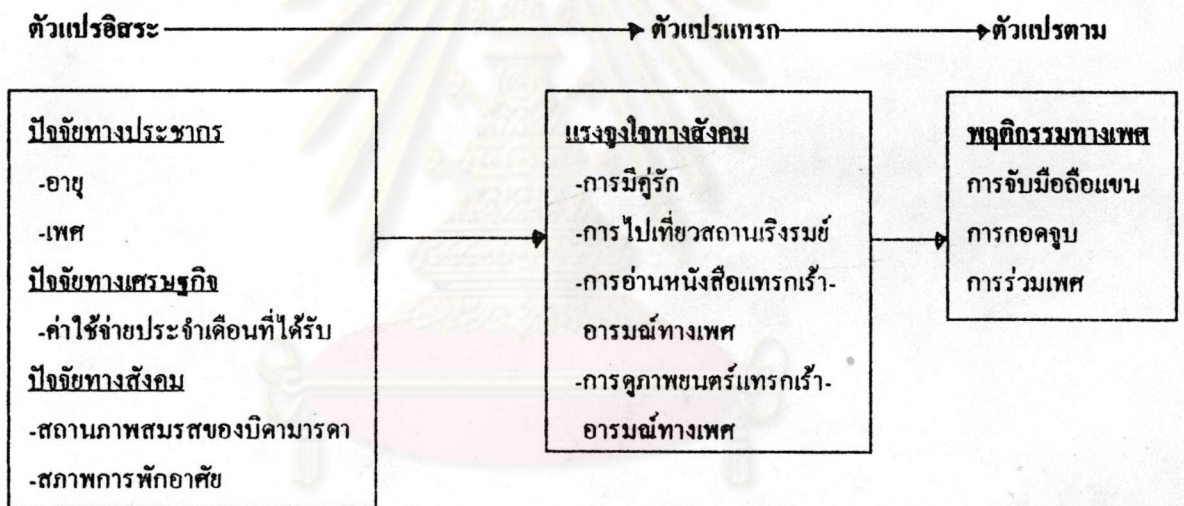 ตัวแปรอิสระ ตัวแปรแทรก ตัวแปรตาม
ปัจจัยทางประชากร
-อายุ
-เพศ
ปัจจัยทางเศรษฐกิจ
-ค่าใช้จ่ายประจำเดือนที่ได้รับ
ปัจจัยทางสังคม
-สถานภาพสมรสของบิดามารดา
-สภาพการพักอาศัย
แรงจูงใจทางสังคม
-การมีคู่รัก
-การไปเที่ยวสถานเริงรมย์
-การอ่านหนังสือแทรกเร้า-
อารมณ์ทางเพศ
-การดูภาพยนตร์แทรกเร้า-
อารมณ์ทางเพศ
พฤติกรรมทางเพศ
การจับมือถือแขน
การกอดจูบ
การร่วมเพศ